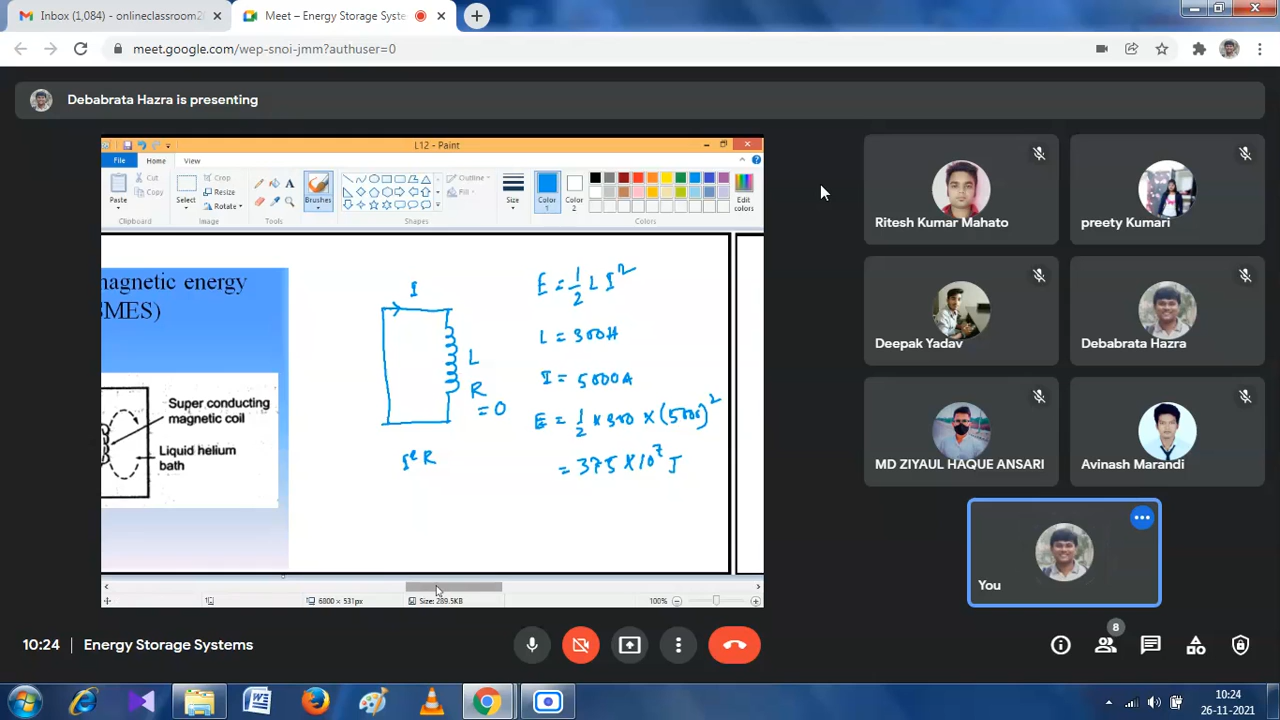 Inbox (1,084) - onlineclassroom2
Meet – Energy Storage Syste
meet.google.com/wep-snoi-jmm?authuser=0
Debabrata Hazra is presenting
L12 - Paint
File
Home
View
Paste
Cut
Copy
Select
Crop
Resize
Rotate
Brushes
Outline
Fill
Size
Color 1
Color 2
Edit colors
Clipboard
Image
Tools
Shapes
Colors
agnetic energy
MES)
Super conducting
magnetic coil
Liquid helium
bath
I
L
R
= 0
I² R
E = 1/2 L I²
L = 300H
I = 5000A
E = 1/2 × 300 × (5000)²
= 375 × 10⁷ J
6800 × 531px
Size: 289.5KB
100%
Ritesh Kumar Mahato
preety Kumari
Deepak Yadav
Debabrata Hazra
MD ZIYAUL HAQUE ANSARI
Avinash Marandi
You
10:24
Energy Storage Systems
8
10:24
26-11-2021